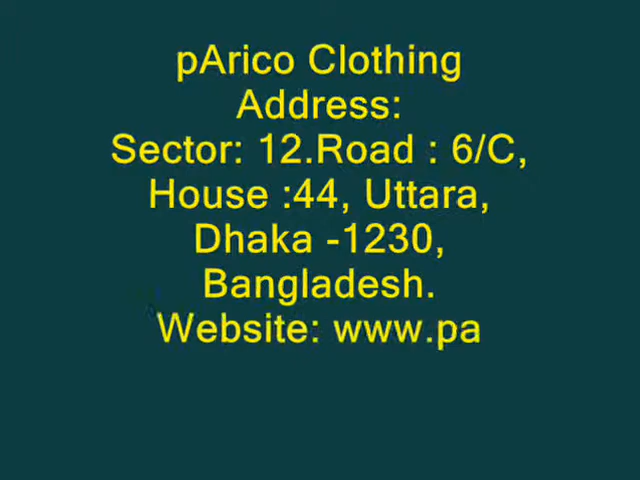 pArico Clothing
Address:
Sector: 12.Road : 6/C,
House :44, Uttara,
Dhaka -1230,
Bangladesh.
Website: www.pa